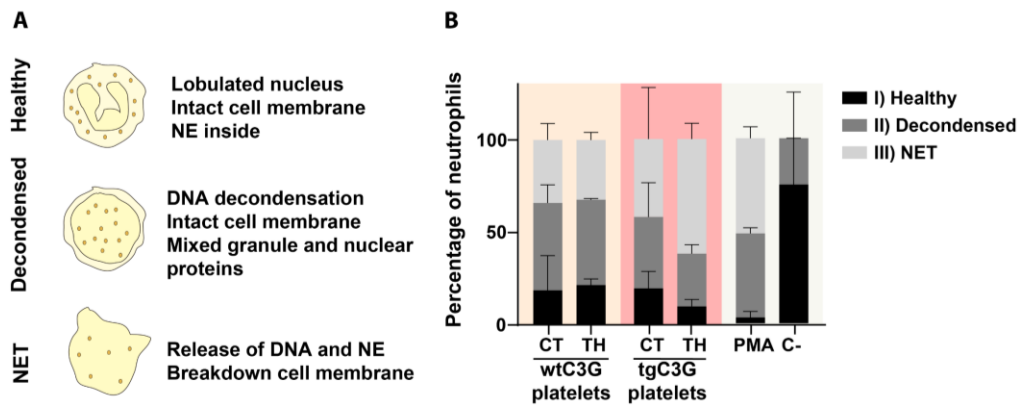 A
Healthy
Lobulated nucleus
Intact cell membrane
NE inside
Decondensed
DNA decondensation
Intact cell membrane
Mixed granule and nuclear
proteins
NET
Release of DNA and NE
Breakdown cell membrane
B
Percentage of neutrophils
100
50
0
CT TH CT TH PMA C-
wtC3G tgC3G
platelets platelets
I) Healthy
II) Decondensed
III) NET